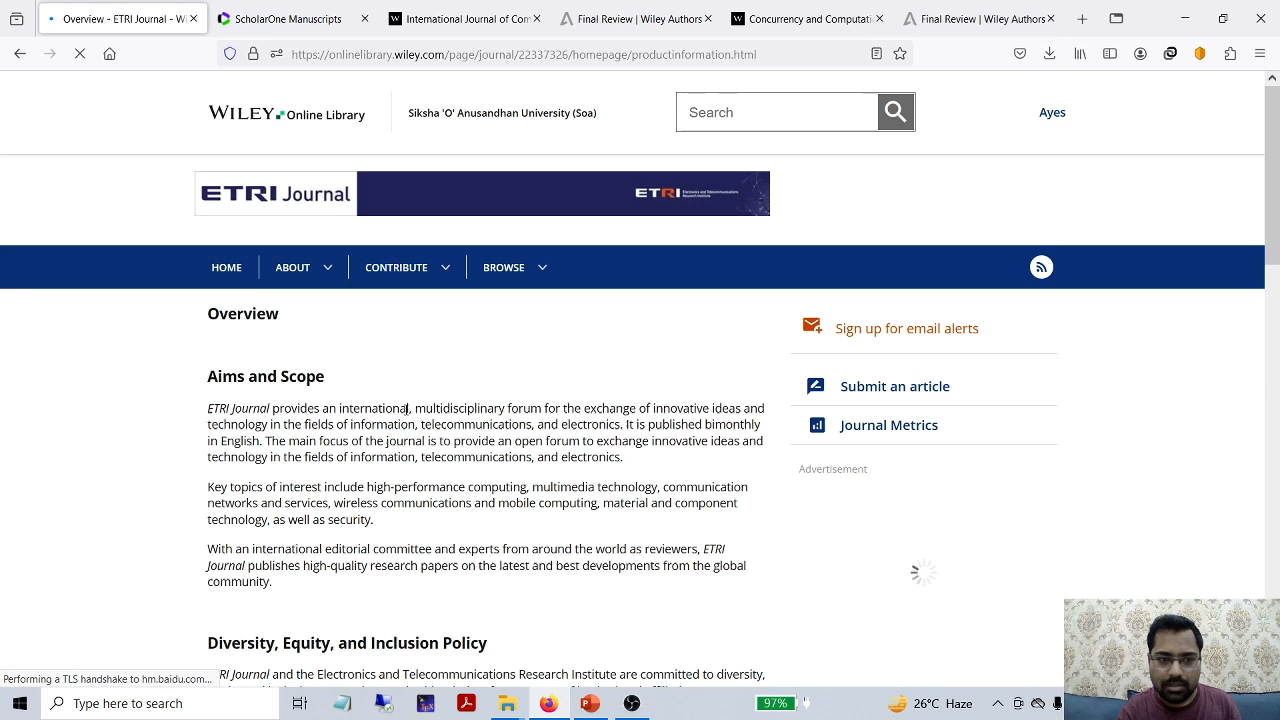 Overview - ETRI Journal - Wi
ScholarOne Manuscripts
International Journal of Com
Final Review | Wiley Authors
Concurrency and Computati
Final Review | Wiley Authors
https://onlinelibrary.wiley.com/page/journal/22337326/homepage/productinformation.html
WILEY Online Library
Siksha 'O' Anusandhan University (Soa)
Search
Ayes
ETRI Journal
ETRI Electronics and Telecommunications
Research Institute
HOME
ABOUT
CONTRIBUTE
BROWSE
Overview
Sign up for email alerts
Aims and Scope
Submit an article
Journal Metrics
Advertisement
ETRI Journal provides an international, multidisciplinary forum for the exchange of innovative ideas and
technology in the fields of information, telecommunications, and electronics. It is published bimonthly
in English. The main focus of the journal is to provide an open forum to exchange innovative ideas and
technology in the fields of information, telecommunications, and electronics.
Key topics of interest include high-performance computing, multimedia technology, communication
networks and services, wireless communications and mobile computing, material and component
technology, as well as security.
With an international editorial committee and experts from around the world as reviewers, ETRI
Journal publishes high-quality research papers on the latest and best developments from the global
community.
Diversity, Equity, and Inclusion Policy
RI Journal and the Electronics and Telecommunications Research Institute are committed to diversity,
Performing a TLS handshake to hm.baidu.com...
Type here to search
97%
26°C Haze